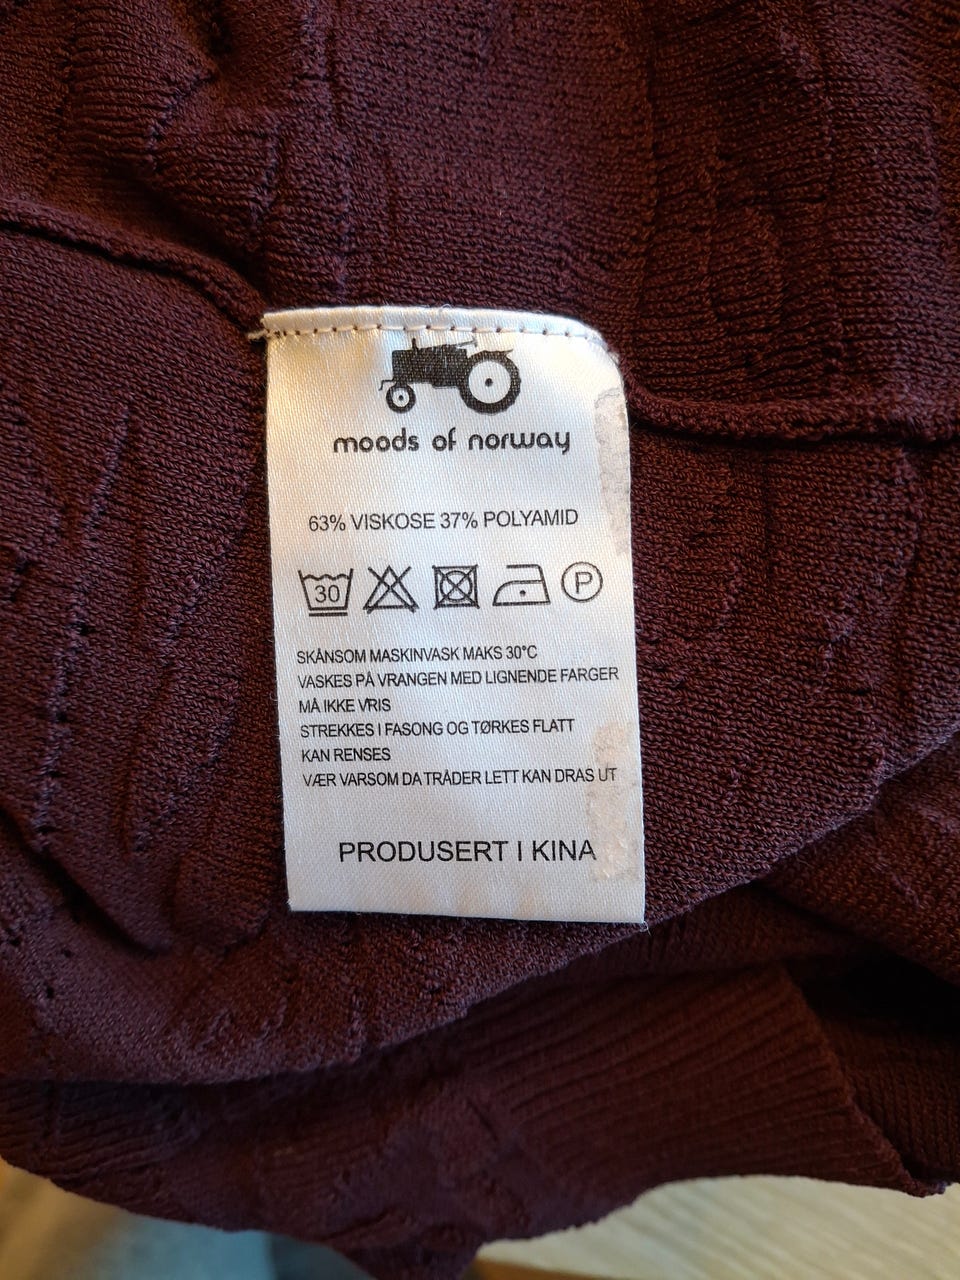 moods of norway
63% VISKOSE 37% POLYAMID
30 P
SKÅNSOM MASKINVASK MAKS 30°C
VASKES PÅ VRANGEN MED LIGNENDE FARGER
MÅ IKKE VRIS
STREKKES I FASONG OG TØRKES FLATT
KAN RENSES
VÆR VARSOM DA TRÅDER LETT KAN DRAS UT
PRODUSERT I KINA